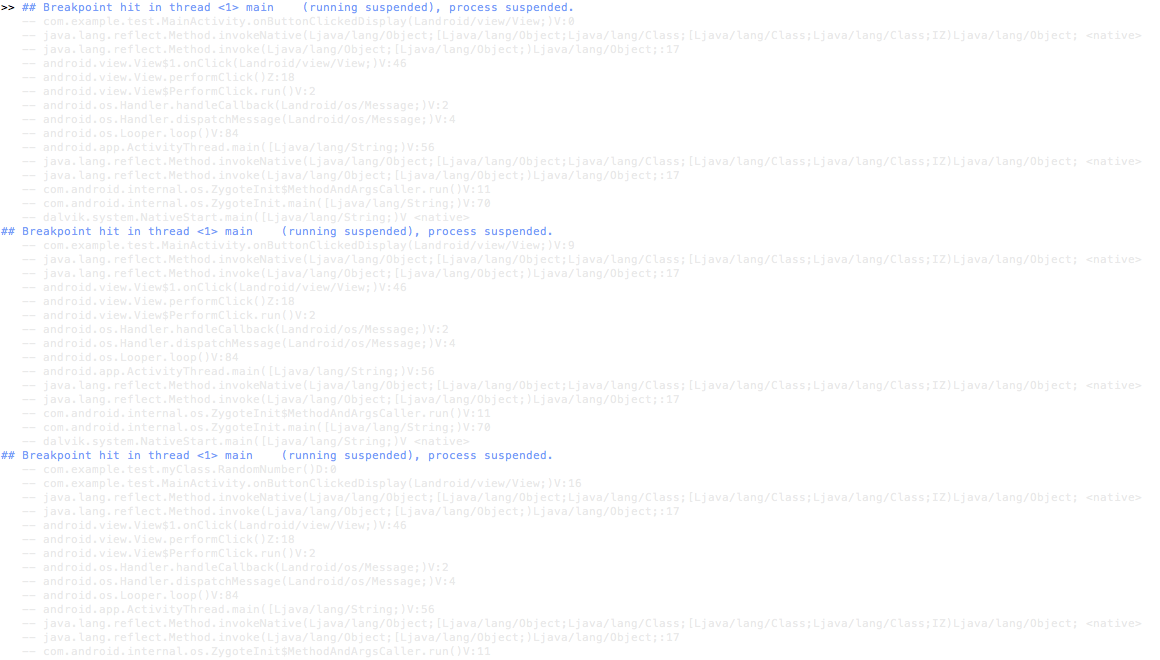 >> ## Breakpoint hit in thread <1> main    (running suspended), process suspended.
—— com.example.test.MainActivity.onButtonClickedDisplay(Landroid/view/View;)V:0
—— java.lang.reflect.Method.invokeNative(Ljava/lang/Object;[Ljava/lang/Object;Ljava/lang/Class;[Ljava/lang/Class;Ljava/lang/Class;IZ)Ljava/lang/Object; <native>
—— java.lang.reflect.Method.invoke(Ljava/lang/Object;[Ljava/lang/Object;)Ljava/lang/Object;:17
—— android.view.View$1.onClick(Landroid/view/View;)V:46
—— android.view.View.performClick()Z:18
—— android.view.View$PerformClick.run()V:2
—— android.os.Handler.handleCallback(Landroid/os/Message;)V:2
—— android.os.Handler.dispatchMessage(Landroid/os/Message;)V:4
—— android.os.Looper.loop()V:84
—— android.app.ActivityThread.main([Ljava/lang/String;)V:56
—— java.lang.reflect.Method.invokeNative(Ljava/lang/Object;[Ljava/lang/Object;Ljava/lang/Class;[Ljava/lang/Class;Ljava/lang/Class;IZ)Ljava/lang/Object; <native>
—— java.lang.reflect.Method.invoke(Ljava/lang/Object;[Ljava/lang/Object;)Ljava/lang/Object;:17
—— com.android.internal.os.ZygoteInit$MethodAndArgsCaller.run()V:11
—— com.android.internal.os.ZygoteInit.main([Ljava/lang/String;)V:70
—— dalvik.system.NativeStart.main([Ljava/lang/String;)V <native>
## Breakpoint hit in thread <1> main    (running suspended), process suspended.
—— com.example.test.MainActivity.onButtonClickedDisplay(Landroid/view/View;)V:9
—— java.lang.reflect.Method.invokeNative(Ljava/lang/Object;[Ljava/lang/Object;Ljava/lang/Class;[Ljava/lang/Class;Ljava/lang/Class;IZ)Ljava/lang/Object; <native>
—— java.lang.reflect.Method.invoke(Ljava/lang/Object;[Ljava/lang/Object;)Ljava/lang/Object;:17
—— android.view.View$1.onClick(Landroid/view/View;)V:46
—— android.view.View.performClick()Z:18
—— android.view.View$PerformClick.run()V:2
—— android.os.Handler.handleCallback(Landroid/os/Message;)V:2
—— android.os.Handler.dispatchMessage(Landroid/os/Message;)V:4
—— android.os.Looper.loop()V:84
—— android.app.ActivityThread.main([Ljava/lang/String;)V:56
—— java.lang.reflect.Method.invokeNative(Ljava/lang/Object;[Ljava/lang/Object;Ljava/lang/Class;[Ljava/lang/Class;Ljava/lang/Class;IZ)Ljava/lang/Object; <native>
—— java.lang.reflect.Method.invoke(Ljava/lang/Object;[Ljava/lang/Object;)Ljava/lang/Object;:17
—— com.android.internal.os.ZygoteInit$MethodAndArgsCaller.run()V:11
—— com.android.internal.os.ZygoteInit.main([Ljava/lang/String;)V:70
—— dalvik.system.NativeStart.main([Ljava/lang/String;)V <native>
## Breakpoint hit in thread <1> main    (running suspended), process suspended.
—— com.example.test.myClass.RandomNumber()D:0
—— com.example.test.MainActivity.onButtonClickedDisplay(Landroid/view/View;)V:16
—— java.lang.reflect.Method.invokeNative(Ljava/lang/Object;[Ljava/lang/Object;Ljava/lang/Class;[Ljava/lang/Class;Ljava/lang/Class;IZ)Ljava/lang/Object; <native>
—— java.lang.reflect.Method.invoke(Ljava/lang/Object;[Ljava/lang/Object;)Ljava/lang/Object;:17
—— android.view.View$1.onClick(Landroid/view/View;)V:46
—— android.view.View.performClick()Z:18
—— android.view.View$PerformClick.run()V:2
—— android.os.Handler.handleCallback(Landroid/os/Message;)V:2
—— android.os.Handler.dispatchMessage(Landroid/os/Message;)V:4
—— android.os.Looper.loop()V:84
—— android.app.ActivityThread.main([Ljava/lang/String;)V:56
—— java.lang.reflect.Method.invokeNative(Ljava/lang/Object;[Ljava/lang/Object;Ljava/lang/Class;[Ljava/lang/Class;Ljava/lang/Class;IZ)Ljava/lang/Object; <native>
—— java.lang.reflect.Method.invoke(Ljava/lang/Object;[Ljava/lang/Object;)Ljava/lang/Object;:17
—— com.android.internal.os.ZygoteInit$MethodAndArgsCaller.run()V:11